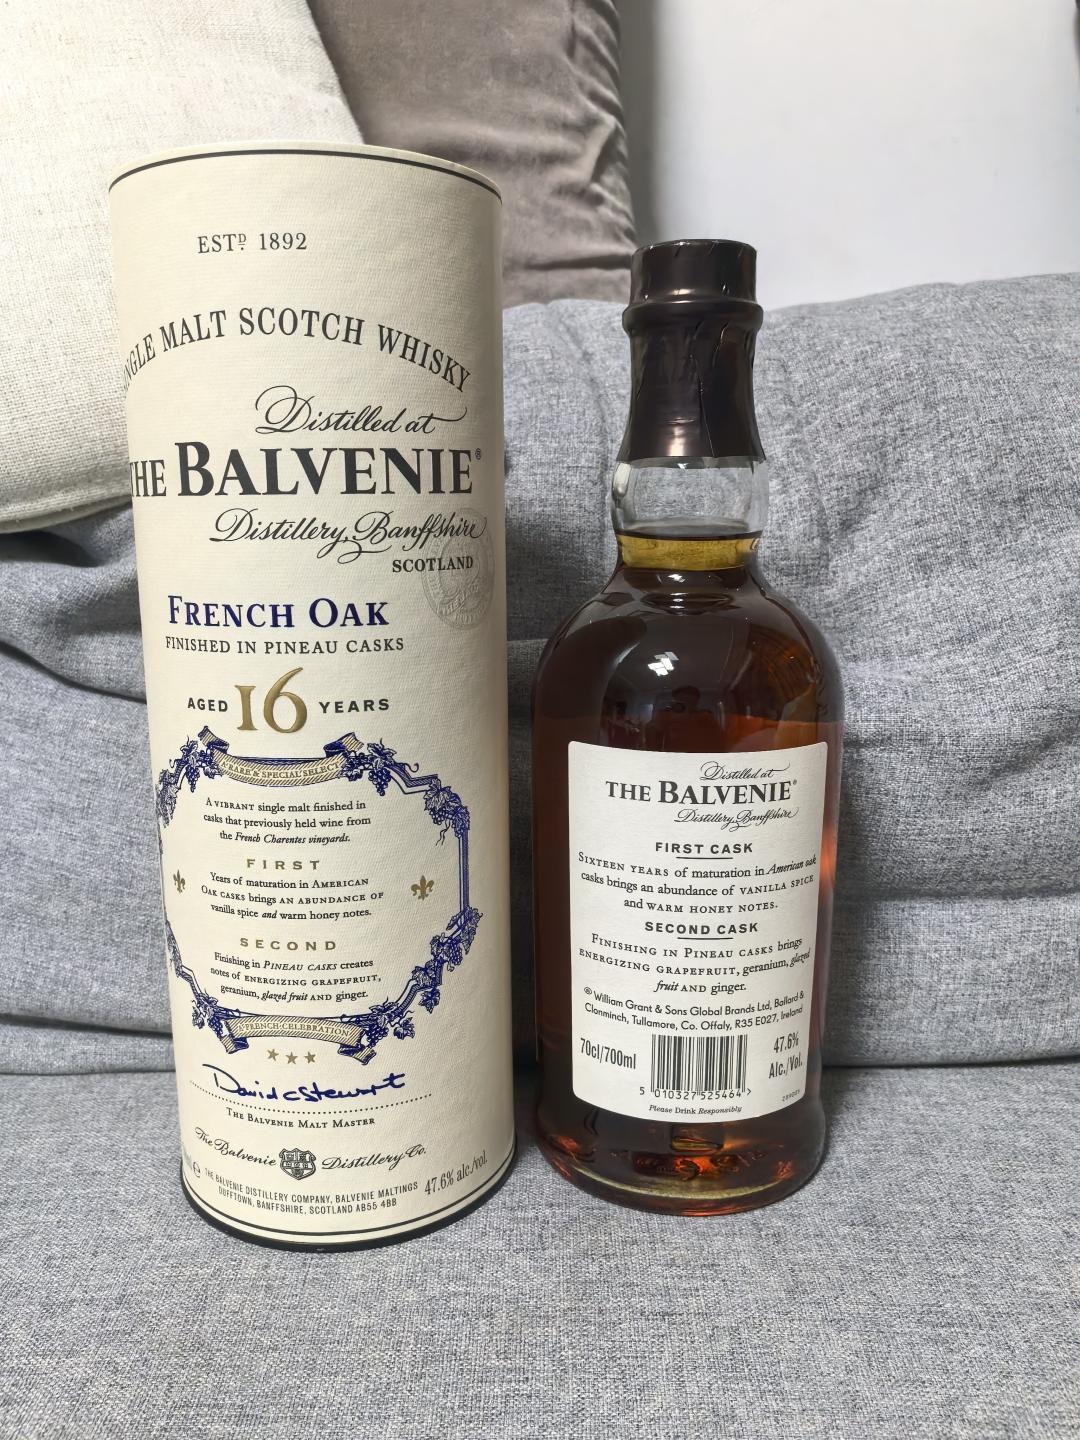 ESTD. 1892
SINGLE MALT SCOTCH WHISKY
Distilled at
THE BALVENIE®
Distillery, Banffshire
SCOTLAND
FRENCH OAK
FINISHED IN PINEAU CASKS
AGED 16 YEARS
A RARE & SPECIAL SELECT
A VIBRANT single malt finished in
casks that previously held wine from
the French Charentes vineyards.
FIRST
Years of maturation in AMERICAN
OAK CASKS brings AN ABUNDANCE OF
vanilla spice and warm honey notes.
SECOND
Finishing in PINEAU CASKS creates
notes of ENERGIZING GRAPEFRUIT,
geranium, glazed fruit AND ginger.
A FRENCH CELEBRATION
David C Stewart
THE BALVENIE MALT MASTER
The Balvenie Distillery Co.
THE BALVENIE DISTILLERY COMPANY, BALVENIE MALTINGS
DUFFTOWN, BANFFSHIRE, SCOTLAND AB55 4BB
47.6% alc./vol.
Distilled at
THE BALVENIE®
Distillery, Banffshire
FIRST CASK
SIXTEEN YEARS of maturation in American oak
casks brings an abundance of VANILLA SPICE
and WARM HONEY NOTES.
SECOND CASK
FINISHING IN PINEAU CASKS brings
ENERGIZING GRAPEFRUIT, geranium, glazed
fruit AND ginger.
® William Grant & Sons Global Brands Ltd, Ballard &
Clonminch, Tullamore, Co. Offaly, R35 E027, Ireland
70cl/700ml
47.6%
Alc./Vol.
5 010327 525464 >
Please Drink Responsibly